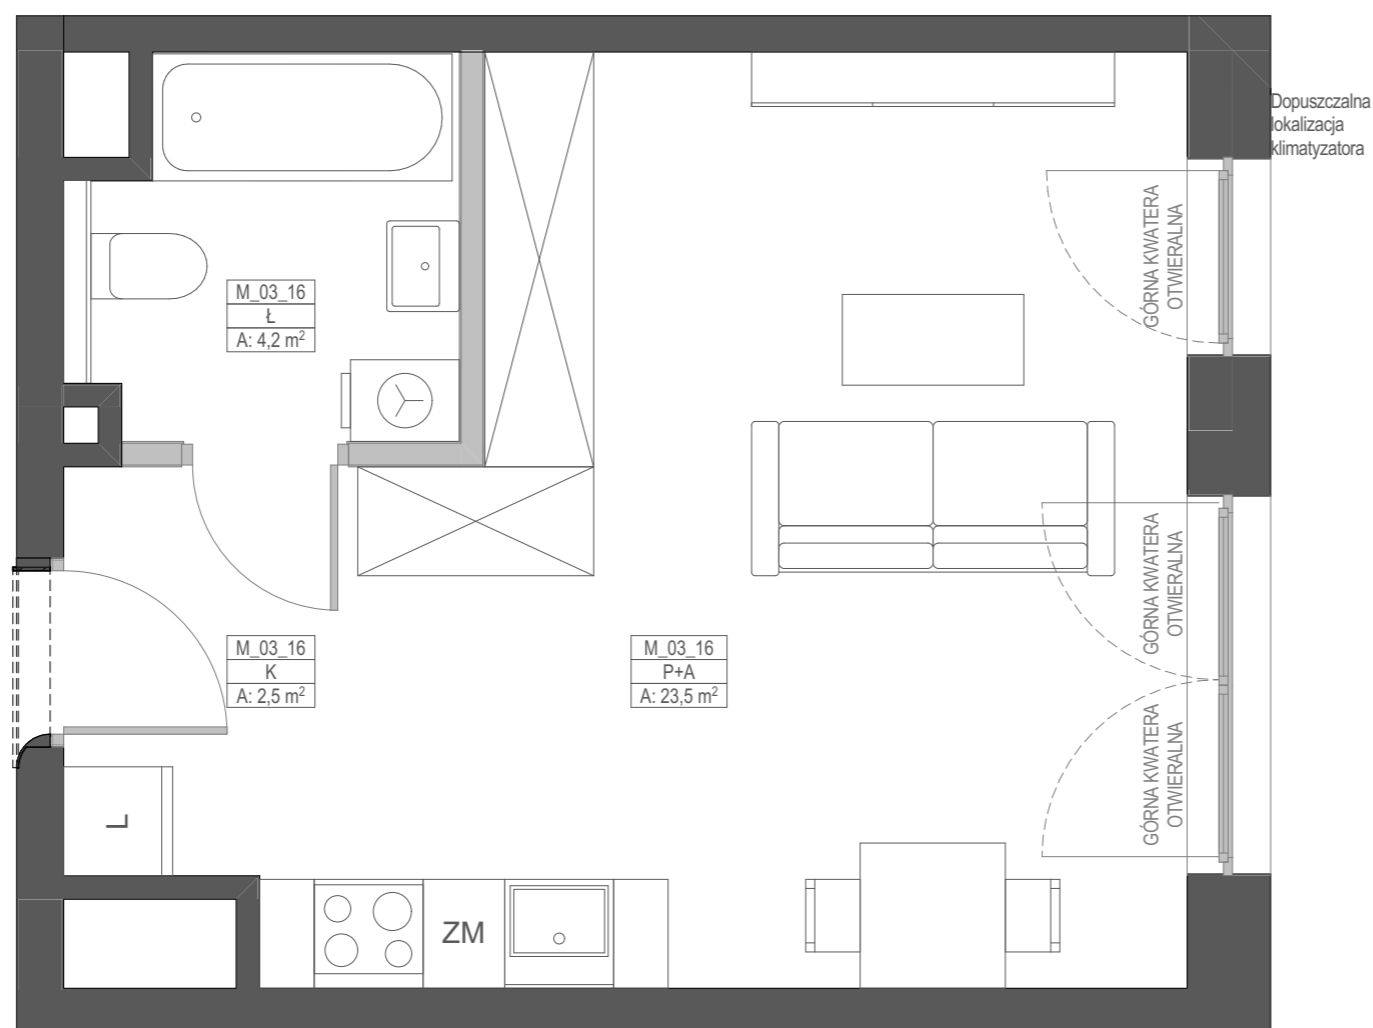 Dopuszczalna
lokalizacja
klimatyzatora
GÓRNA KWATERA
OTWIERALNA
M_03_16
Ł
A: 4,2 m²
GÓRNA KWATERA
OTWIERALNA
M_03_16
K
A: 2,5 m²
M_03_16
P+A
A: 23,5 m²
GÓRNA KWATERA
OTWIERALNA
L
ZM